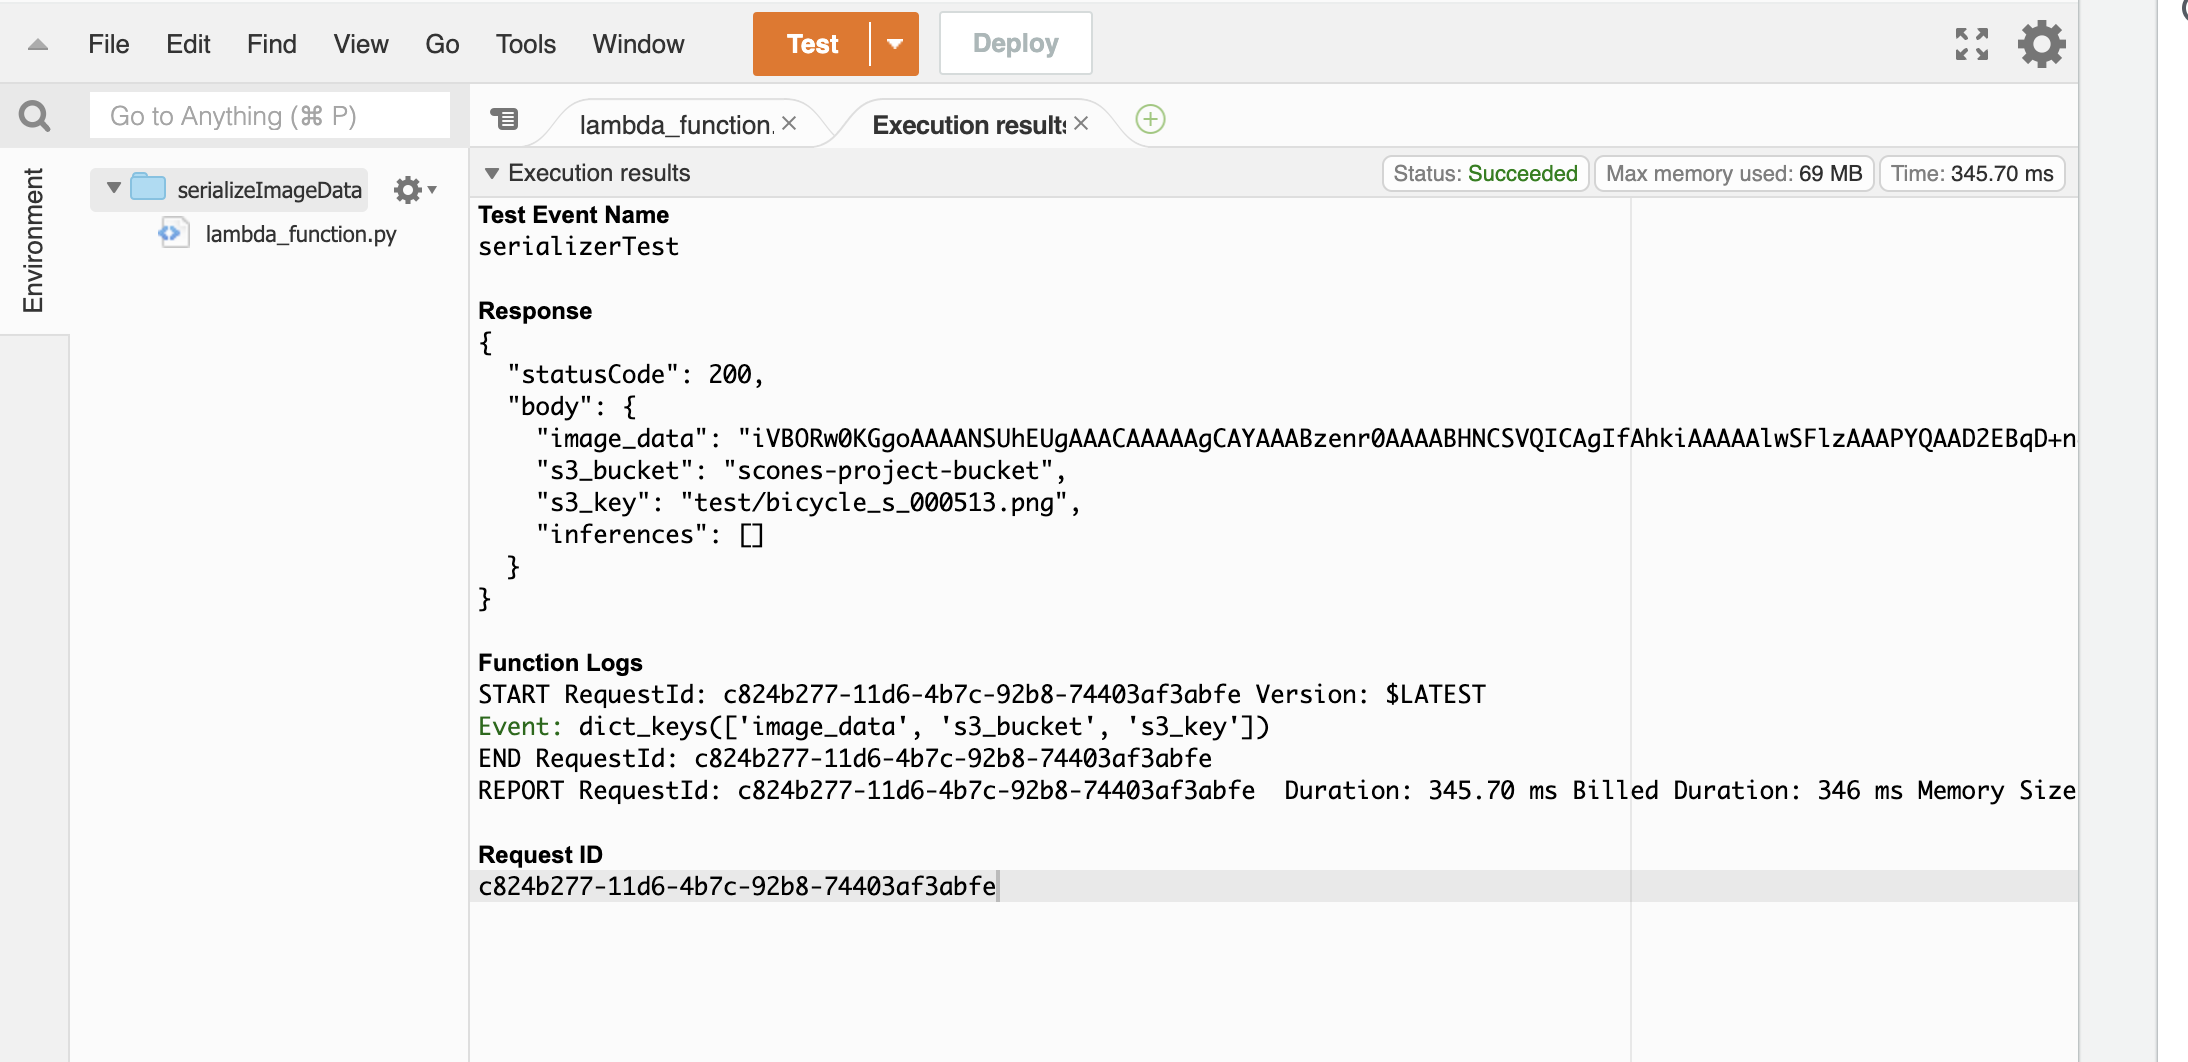 File Edit Find View Go Tools Window Test Deploy
Go to Anything (⌘ P)
lambda_function. × Execution results ×
Environment
serializeImageData
lambda_function.py
Execution results Status: Succeeded Max memory used: 69 MB Time: 345.70 ms
Test Event Name
serializerTest
Response
{
"statusCode": 200,
"body": {
"image_data": "iVBORw0KGgoAAAANSUhEUgAAACAAAAAgCAYAAABzenr0AAAABHNCSVQICAgIfAhkiAAAAAlwSFlzAAAPYQAAD2EBqD+n
"s3_bucket": "scones-project-bucket",
"s3_key": "test/bicycle_s_000513.png",
"inferences": []
}
}
Function Logs
START RequestId: c824b277-11d6-4b7c-92b8-74403af3abfe Version: $LATEST
Event: dict_keys(['image_data', 's3_bucket', 's3_key'])
END RequestId: c824b277-11d6-4b7c-92b8-74403af3abfe
REPORT RequestId: c824b277-11d6-4b7c-92b8-74403af3abfe Duration: 345.70 ms Billed Duration: 346 ms Memory Size
Request ID
c824b277-11d6-4b7c-92b8-74403af3abfe